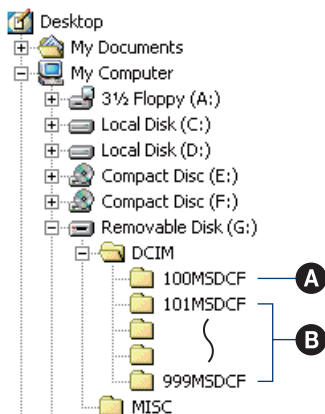 Desktop
My Documents
My Computer
3½ Floppy (A:)
Local Disk (C:)
Local Disk (D:)
Compact Disc (E:)
Compact Disc (F:)
Removable Disk (G:)
DCIM
100MSDCF A
101MSDCF
B
999MSDCF
MISC